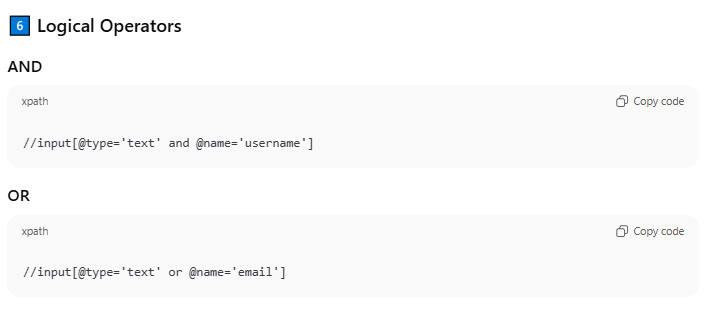 6 Logical Operators
AND
xpath Copy code
//input[@type='text' and @name='username']
OR
xpath Copy code
//input[@type='text' or @name='email']